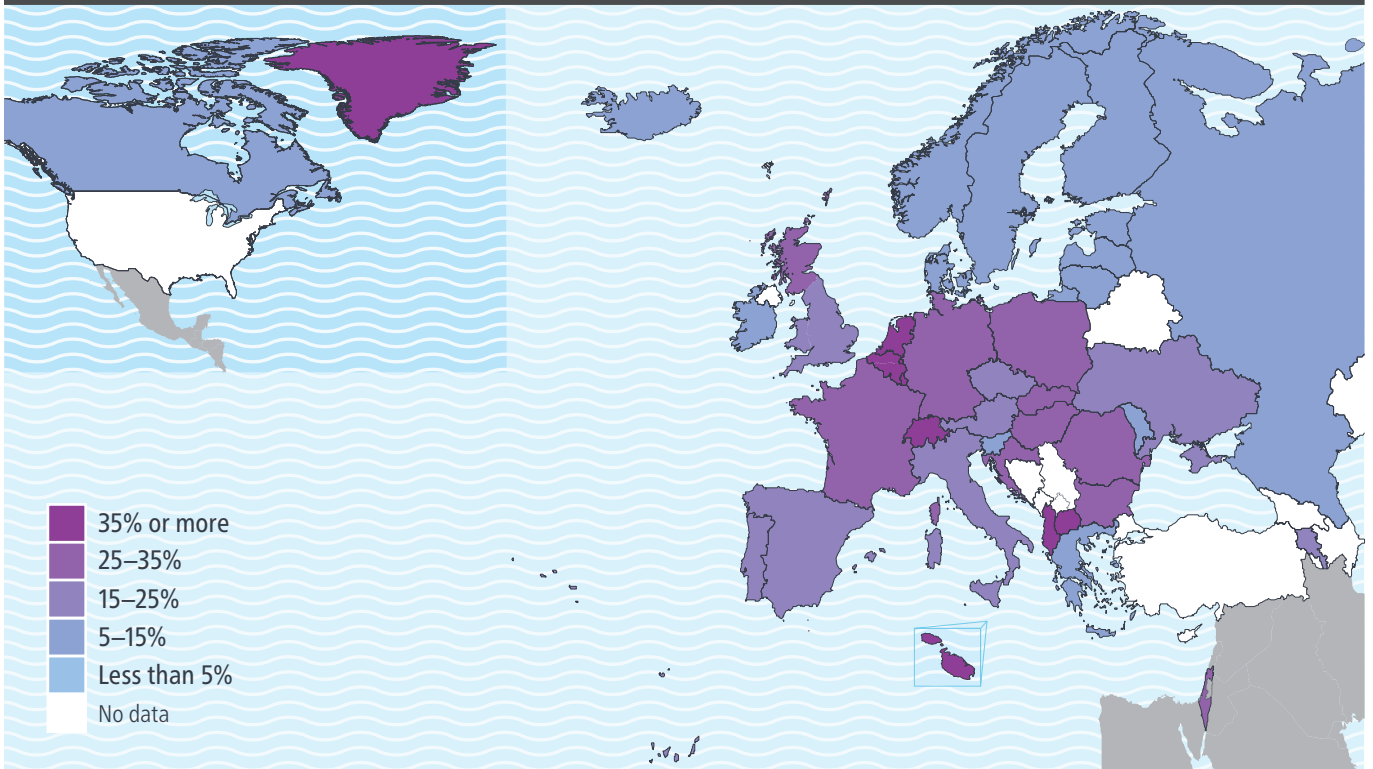 35% or more
25–35%
15–25%
5–15%
Less than 5%
No data